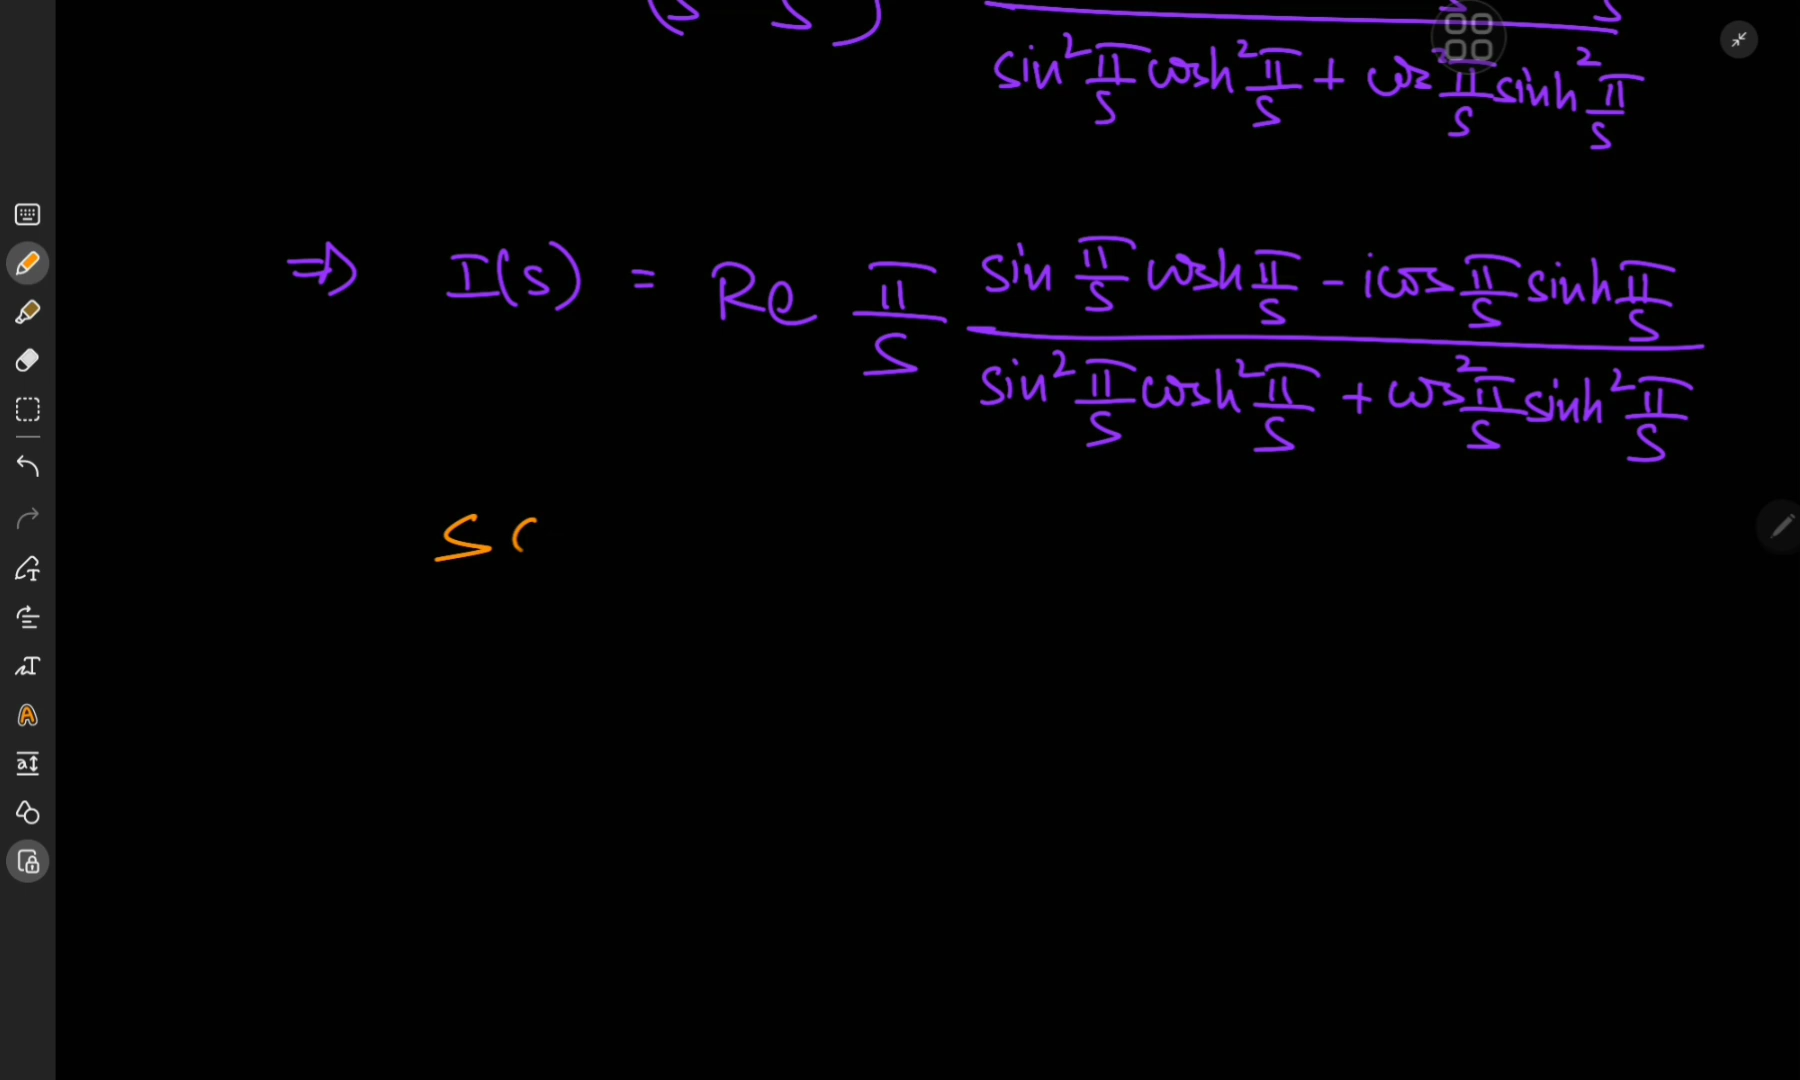 (s s)
s s
sin² π/s cosh² π/s + cos² π/s sinh² π/s
⇒ I(s) = Re π/s (sin π/s cosh π/s - i cos π/s sinh π/s) / (sin² π/s cosh² π/s + cos² π/s sinh² π/s)
s (